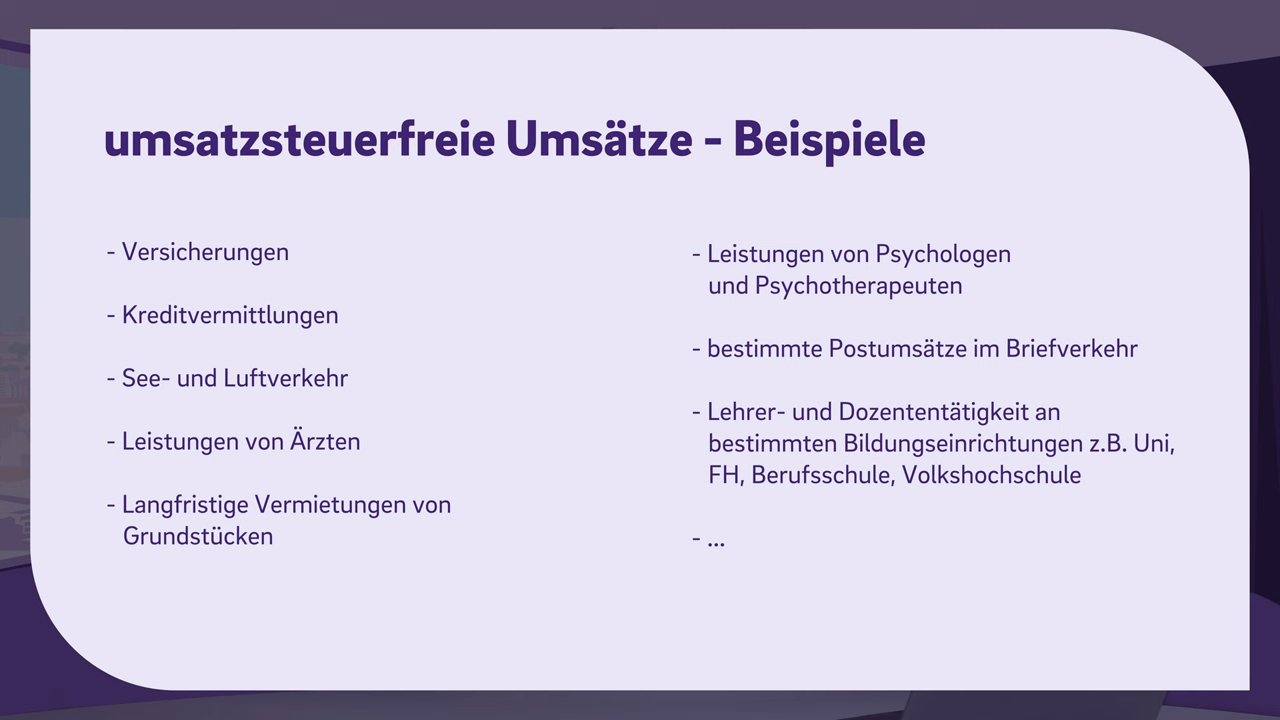 umsatzsteuerfreie Umsätze - Beispiele
- Versicherungen
- Kreditvermittlungen
- See- und Luftverkehr
- Leistungen von Ärzten
- Langfristige Vermietungen von
Grundstücken
- Leistungen von Psychologen
und Psychotherapeuten
- bestimmte Postumsätze im Briefverkehr
- Lehrer- und Dozententätigkeit an
bestimmten Bildungseinrichtungen z.B. Uni,
FH, Berufsschule, Volkshochschule
- ...